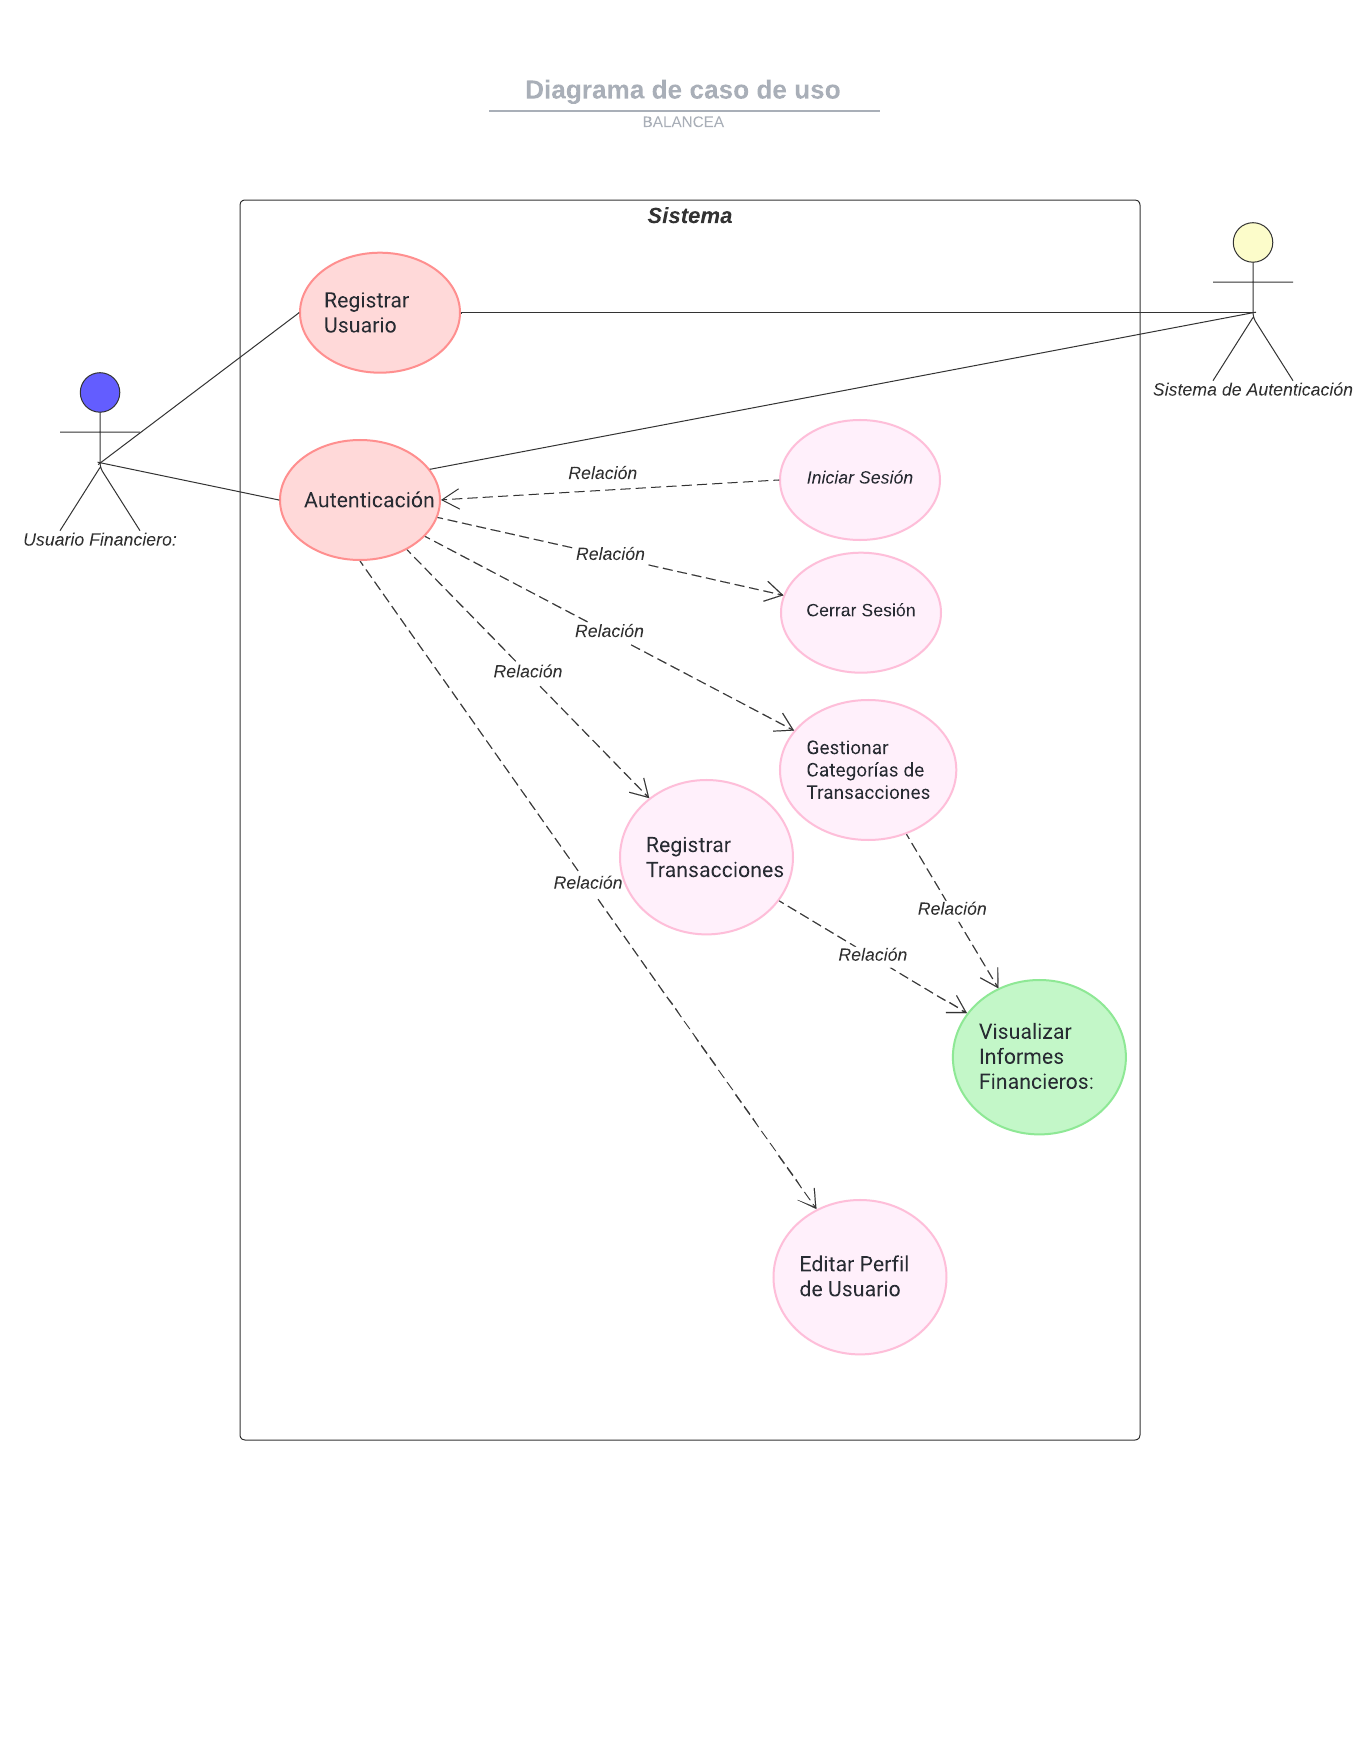 Diagrama de caso de uso
BALANCEA
Sistema
Registrar
Usuario
Sistema de Autenticación
Usuario Financiero:
Autenticación
Relación
Iniciar Sesión
Relación
Cerrar Sesión
Relación
Relación
Gestionar
Categorías de
Transacciones
Registrar
Transacciones
Relación
Relación
Relación
Visualizar
Informes
Financieros:
Editar Perfil
de Usuario